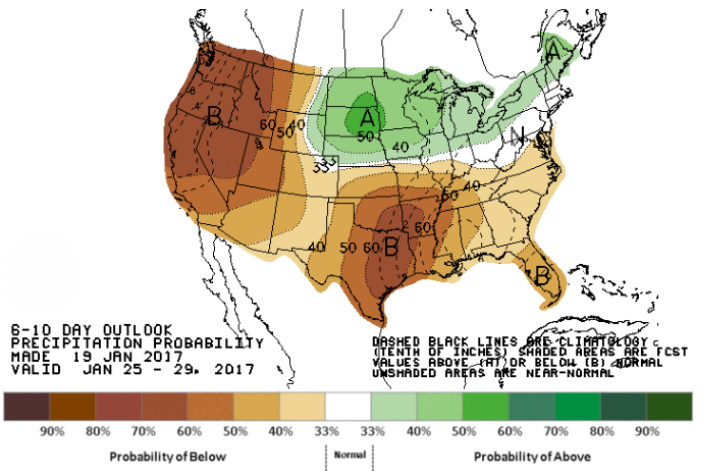 A
A
B
B
B
N
60
50
40
50
40
33
33
50
40
60
2
40
50
60
6-10 DAY OUTLOOK
PRECIPITATION PROBABILITY
MADE 19 JAN 2017
VALID JAN 25 - 29, 2017
DASHED BLACK LINES ARE CLIMATOLOGY
(TENTH OF INCHES) SHADED AREAS ARE FCST
VALUES ABOVE (A) OR BELOW (B) NORMAL
UNSHADED AREAS ARE NEAR-NORMAL
90% 80% 70% 60% 50% 40% 33% 33% 40% 50% 60% 70% 80% 90%
Probability of Below Normal Probability of Above